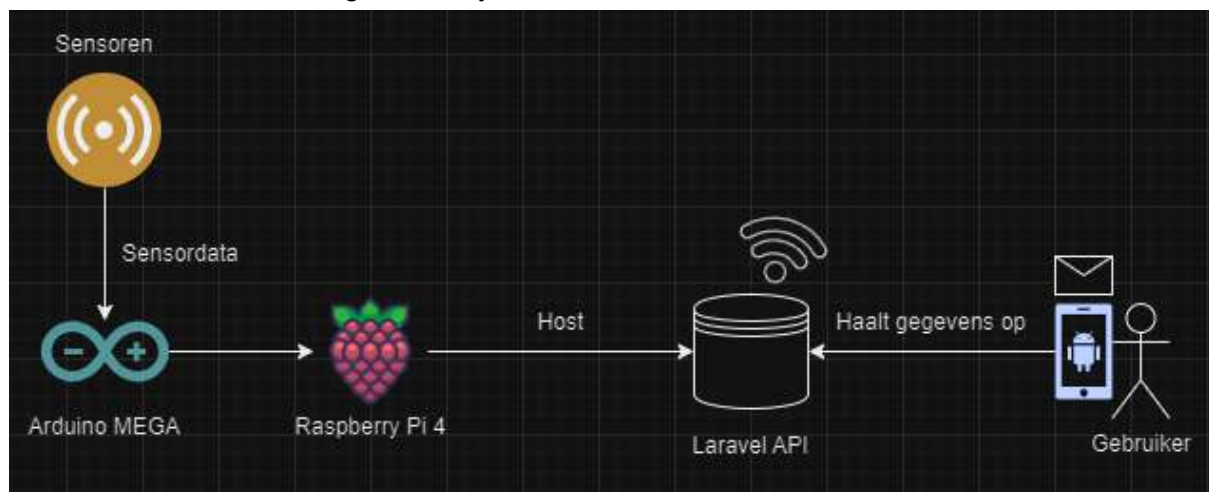 Sensoren
Sensordata
Host
Haalt gegevens op
Arduino MEGA
Raspberry Pi 4
Laravel API
Gebruiker